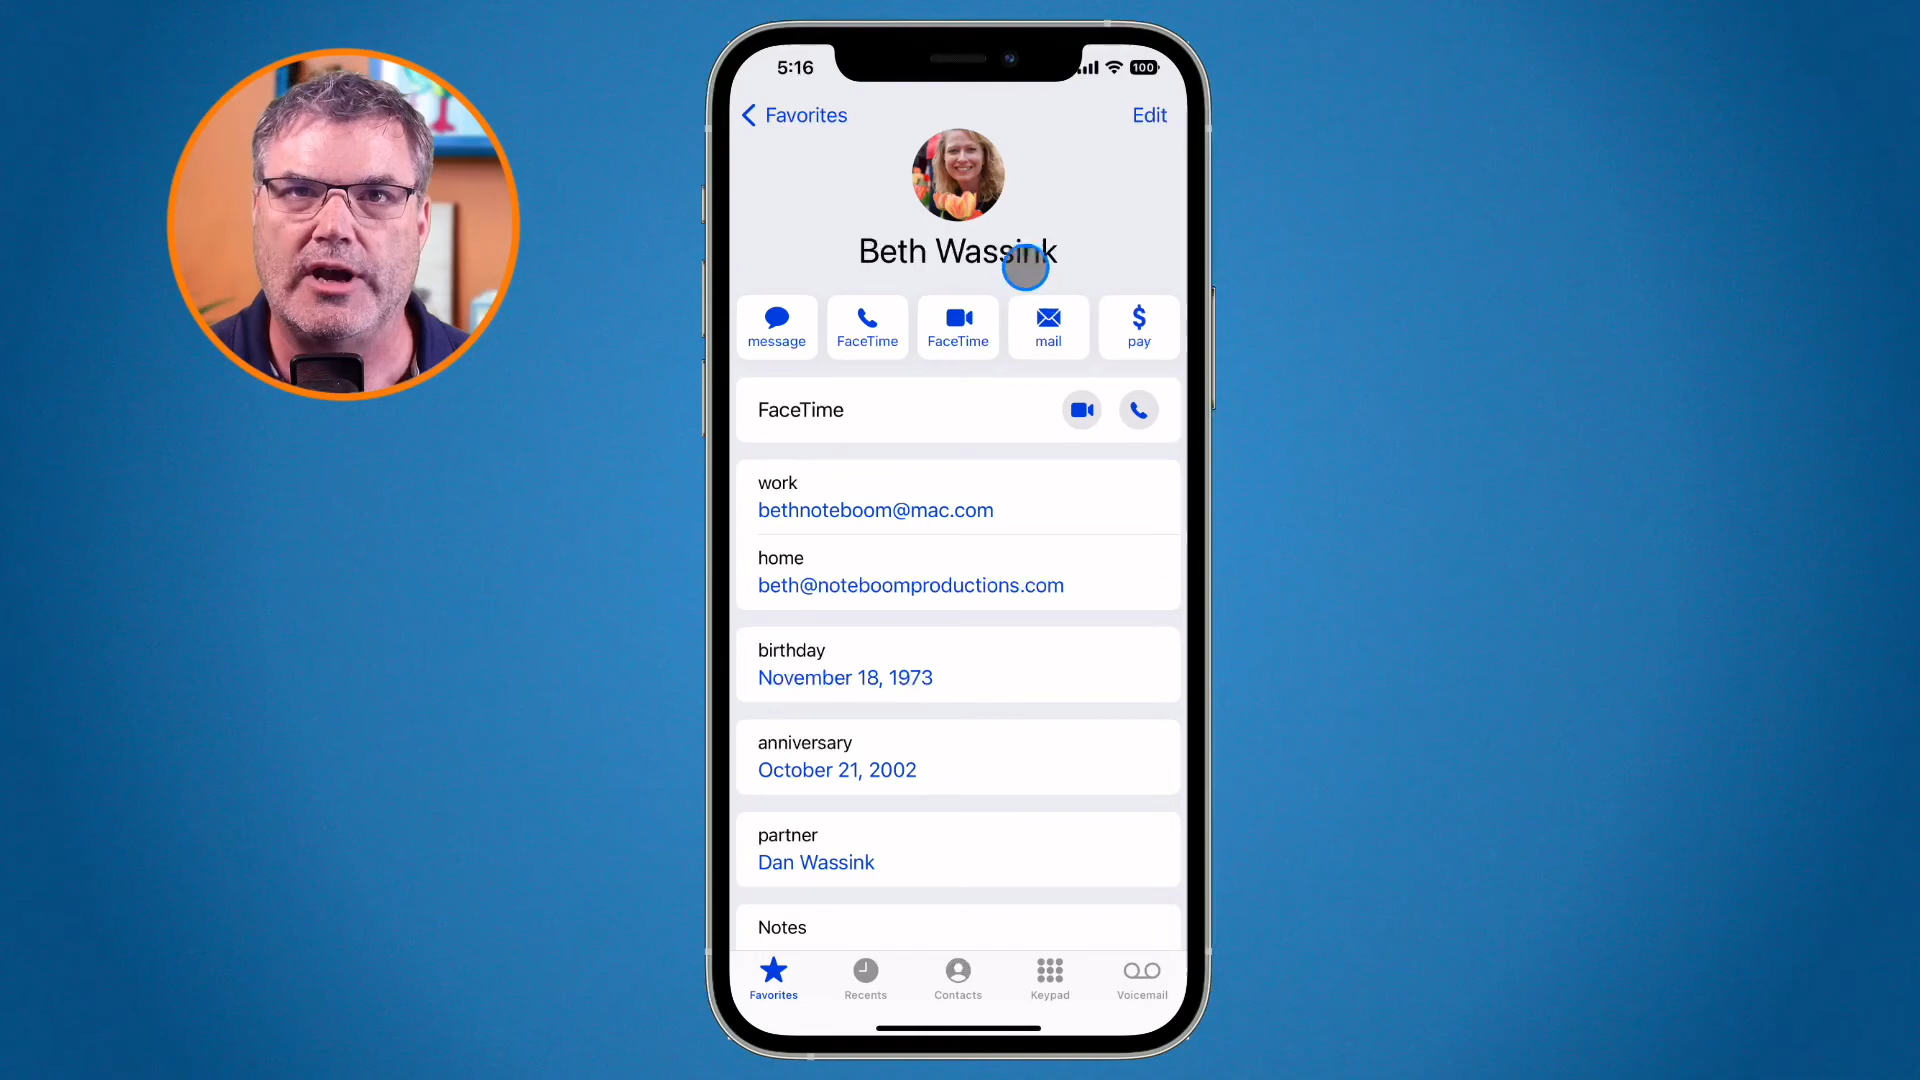 5:16
100
Favorites
Edit
Beth Wassink
message
FaceTime
FaceTime
mail
$
pay
FaceTime
work
bethnoteboom@mac.com
home
beth@noteboomproductions.com
birthday
November 18, 1973
anniversary
October 21, 2002
partner
Dan Wassink
Notes
Favorites
Recents
Contacts
Keypad
Voicemail